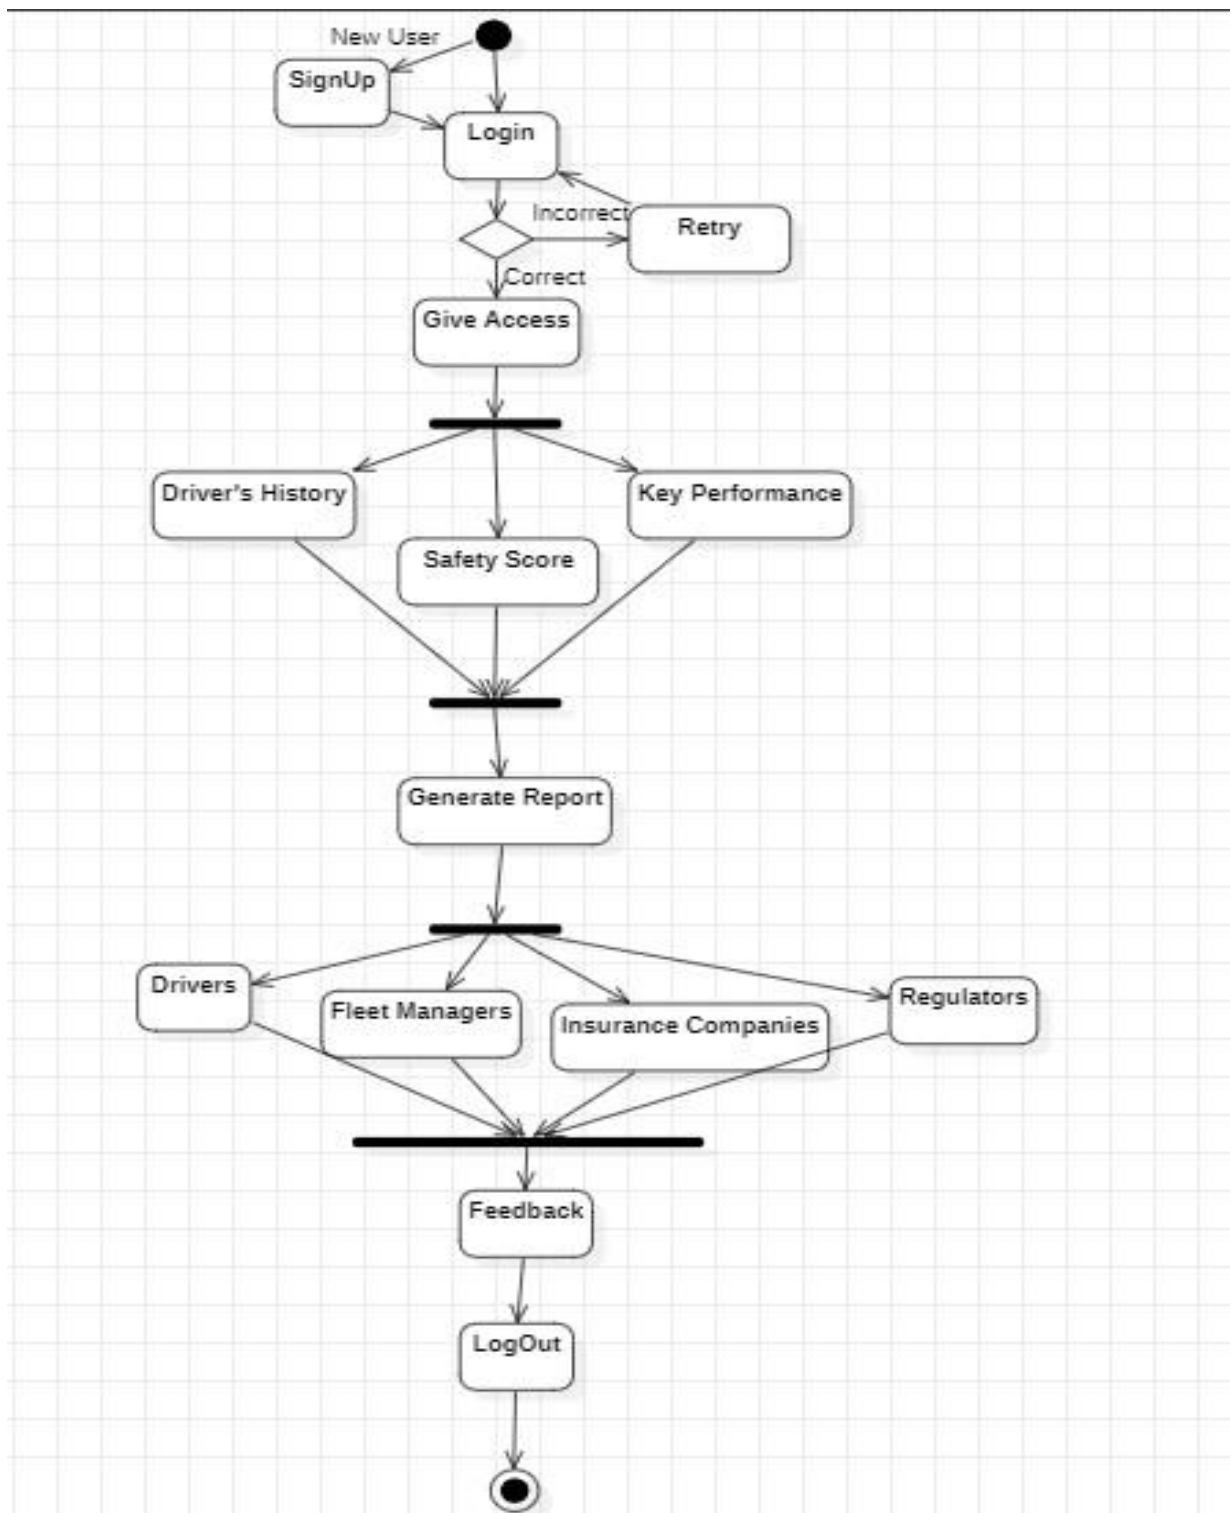 New User
SignUp
Login
Incorrect
Retry
Correct
Give Access
Driver's History
Key Performance
Safety Score
Generate Report
Drivers
Fleet Managers
Insurance Companies
Regulators
Feedback
LogOut